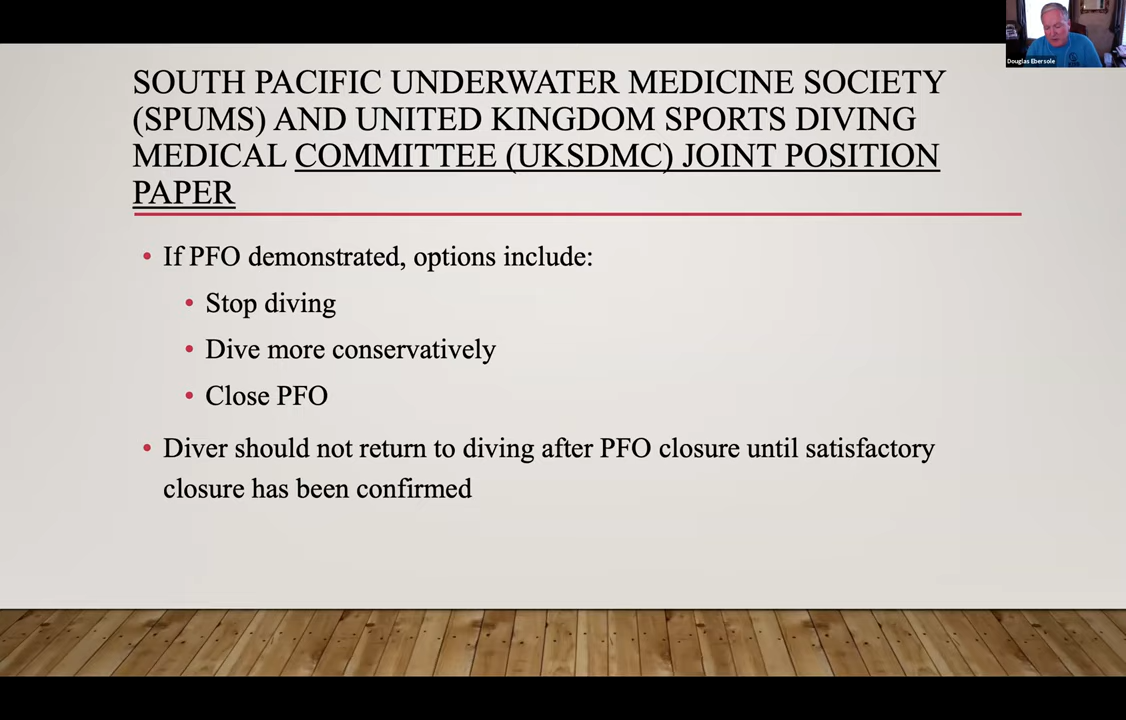 Douglas Ebersole
SOUTH PACIFIC UNDERWATER MEDICINE SOCIETY
(SPUMS) AND UNITED KINGDOM SPORTS DIVING
MEDICAL COMMITTEE (UKSDMC) JOINT POSITION
PAPER
• If PFO demonstrated, options include:
• Stop diving
• Dive more conservatively
• Close PFO
• Diver should not return to diving after PFO closure until satisfactory
closure has been confirmed